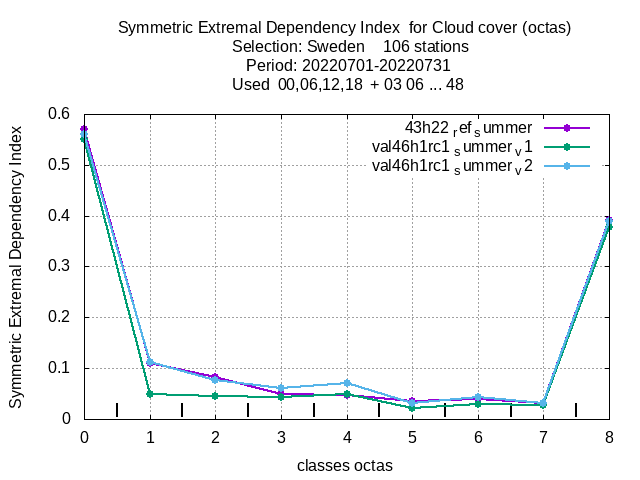 Symmetric Extremal Dependency Index for Cloud cover (octas)
Selection: Sweden 106 stations
Period: 20220701-20220731
Used 00,06,12,18 + 03 06 ... 48
Symmetric Extremal Dependency Index
0.6
0.5
0.4
0.3
0.2
0.1
0
43h22 ref summer
val46h1rc1 summer v1
val46h1rc1 summer v2
0 1 2 3 4 5 6 7 8
classes octas